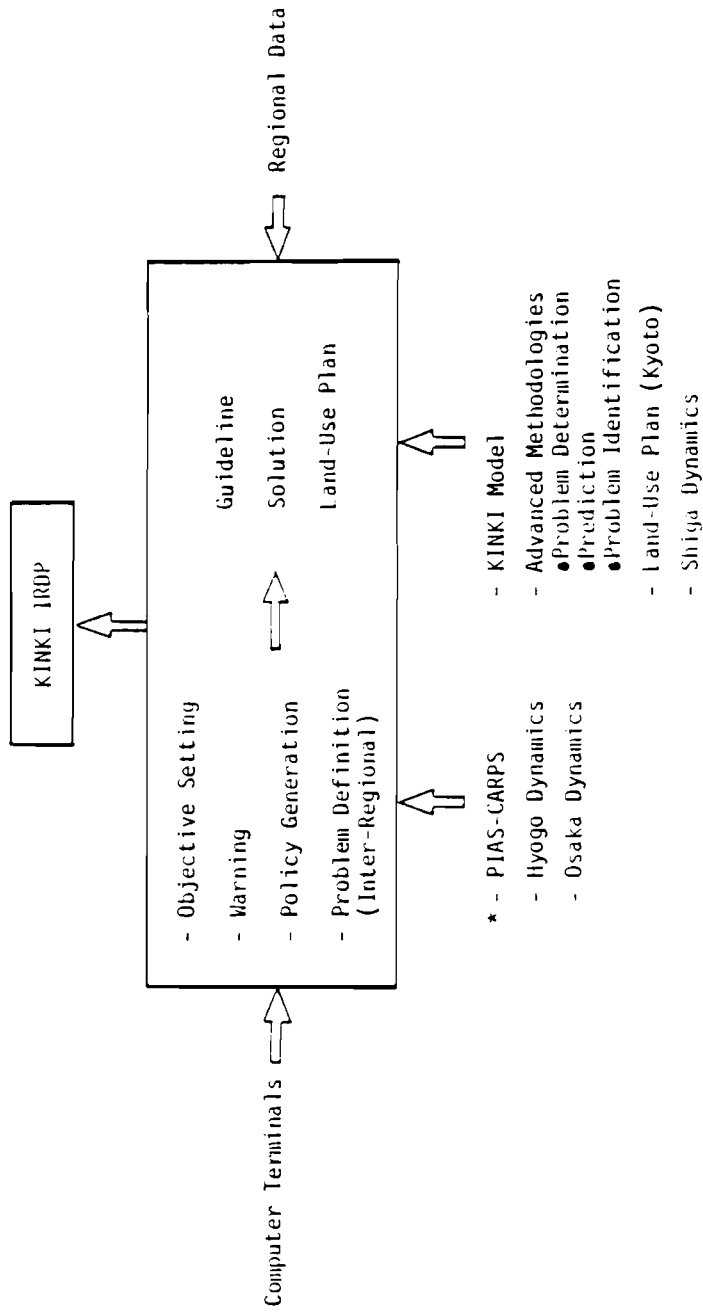 KINKI IRDP
Computer Terminals
- Objective Setting
- Warning
- Policy Generation
- Problem Definition
(Inter-Regional)
Guideline
Solution
Land-Use Plan
Regional Data
* - PIAS-CARPS
- Hyogo Dynamics
- Osaka Dynamics
- KINKI Model
- Advanced Methodologies
•Problem Determination
•Prediction
•Problem Identification
- Land-Use Plan (Kyoto)
- Shiga Dynamics